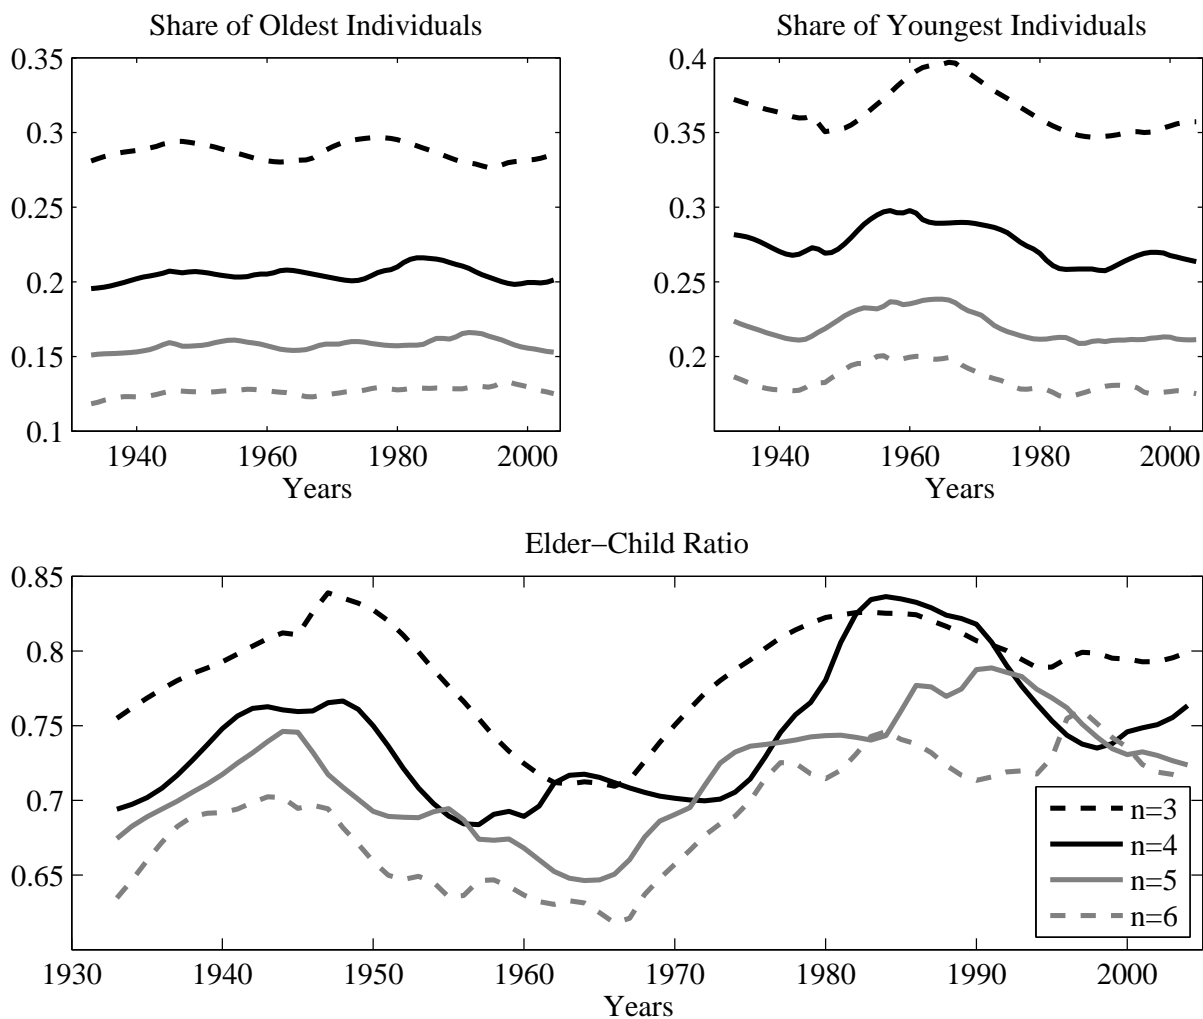 Share of Oldest Individuals
0.35
0.3
0.25
0.2
0.15
0.1
1940 1960 1980 2000
Years
Share of Youngest Individuals
0.4
0.35
0.3
0.25
0.2
1940 1960 1980 2000
Years
Elder−Child Ratio
0.85
0.8
0.75
0.7
0.65
n=3
n=4
n=5
n=6
1930 1940 1950 1960 1970 1980 1990 2000
Years